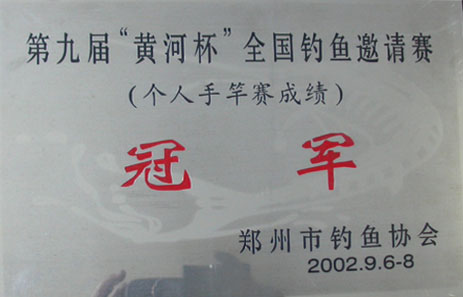 第九届“黄河杯”全国钓鱼邀请赛
(个人手竿赛成绩)
冠军
郑州市钓鱼协会
2002.9.6-8